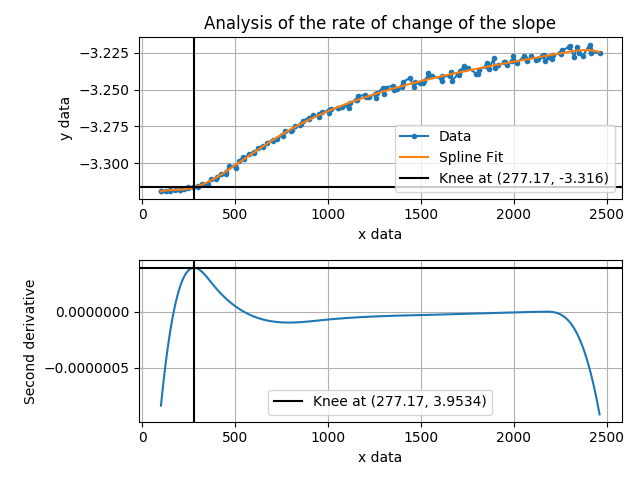 Analysis of the rate of change of the slope
−3.225
−3.250
−3.275
−3.300
y data
Data
Spline Fit
Knee at (277.17, -3.316)
0 500 1000 1500 2000 2500
x data
0.0000000
−0.0000005
Second derivative
Knee at (277.17, 3.9534)
0 500 1000 1500 2000 2500
x data